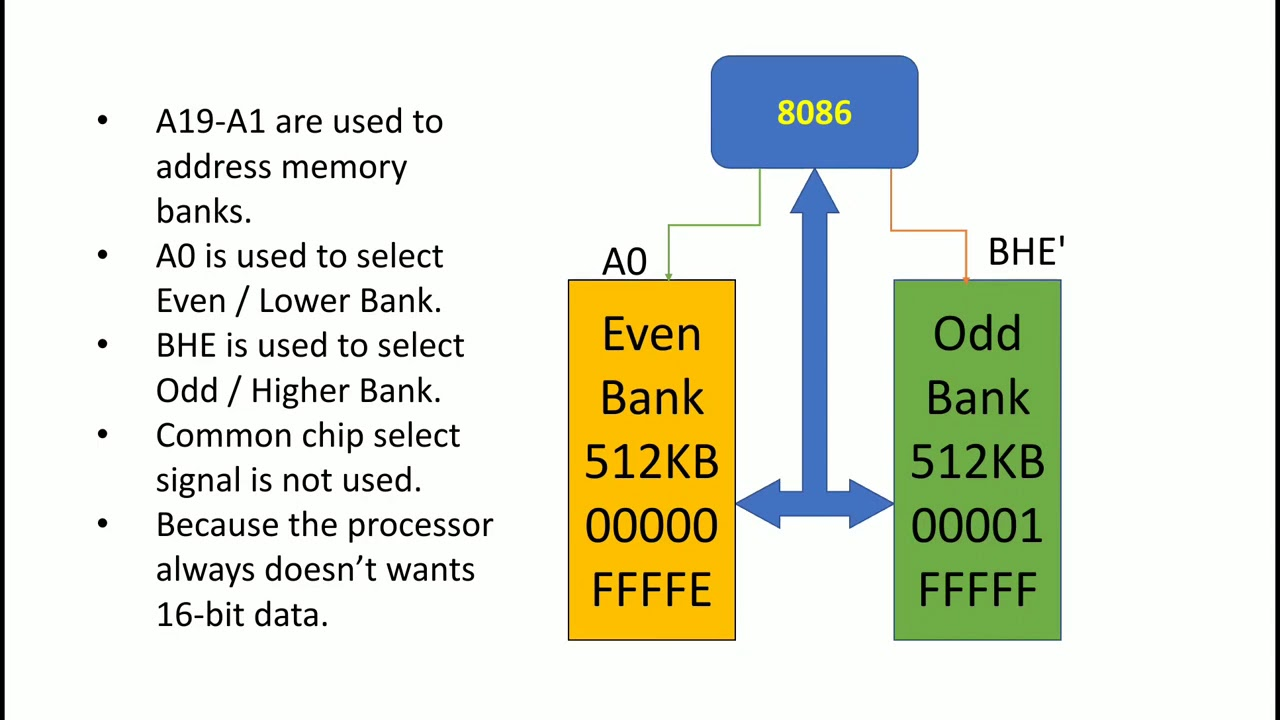 • A19-A1 are used to
address memory
banks.
• A0 is used to select
Even / Lower Bank.
• BHE is used to select
Odd / Higher Bank.
• Common chip select
signal is not used.
• Because the processor
always doesn’t wants
16-bit data.
8086
A0
BHE'
Even
Bank
512KB
00000
FFFFE
Odd
Bank
512KB
00001
FFFFF